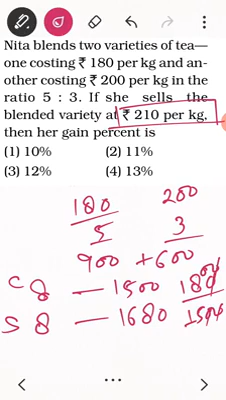 Nita blends two varieties of tea—
one costing ₹ 180 per kg and an-
other costing ₹ 200 per kg in the
ratio 5 : 3. If she sells the
blended variety at ₹ 210 per kg,
then her gain percent is
(1) 10% (2) 11%
(3) 12% (4) 13%
180 200
5 3
900 + 600
C 8 — 1500 180
S 8 — 1680